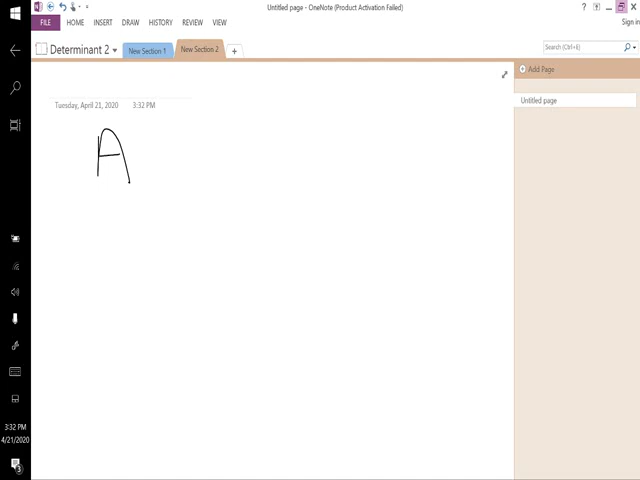 Untitled page - OneNote (Product Activation Failed)
FILE HOME INSERT DRAW HISTORY REVIEW VIEW
Sign in
Determinant 2 New Section 1 New Section 2 +
Search (Ctrl+E)
Add Page
Untitled page
Tuesday, April 21, 2020 3:32 PM
A
3:32 PM
4/21/2020
3